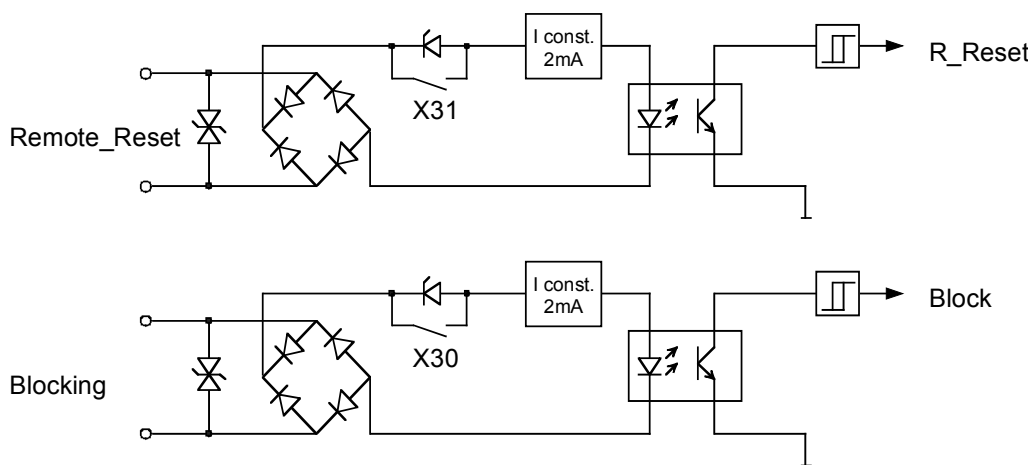 I const.
2mA
R_Reset
X31
Remote_Reset
I const.
2mA
Block
X30
Blocking